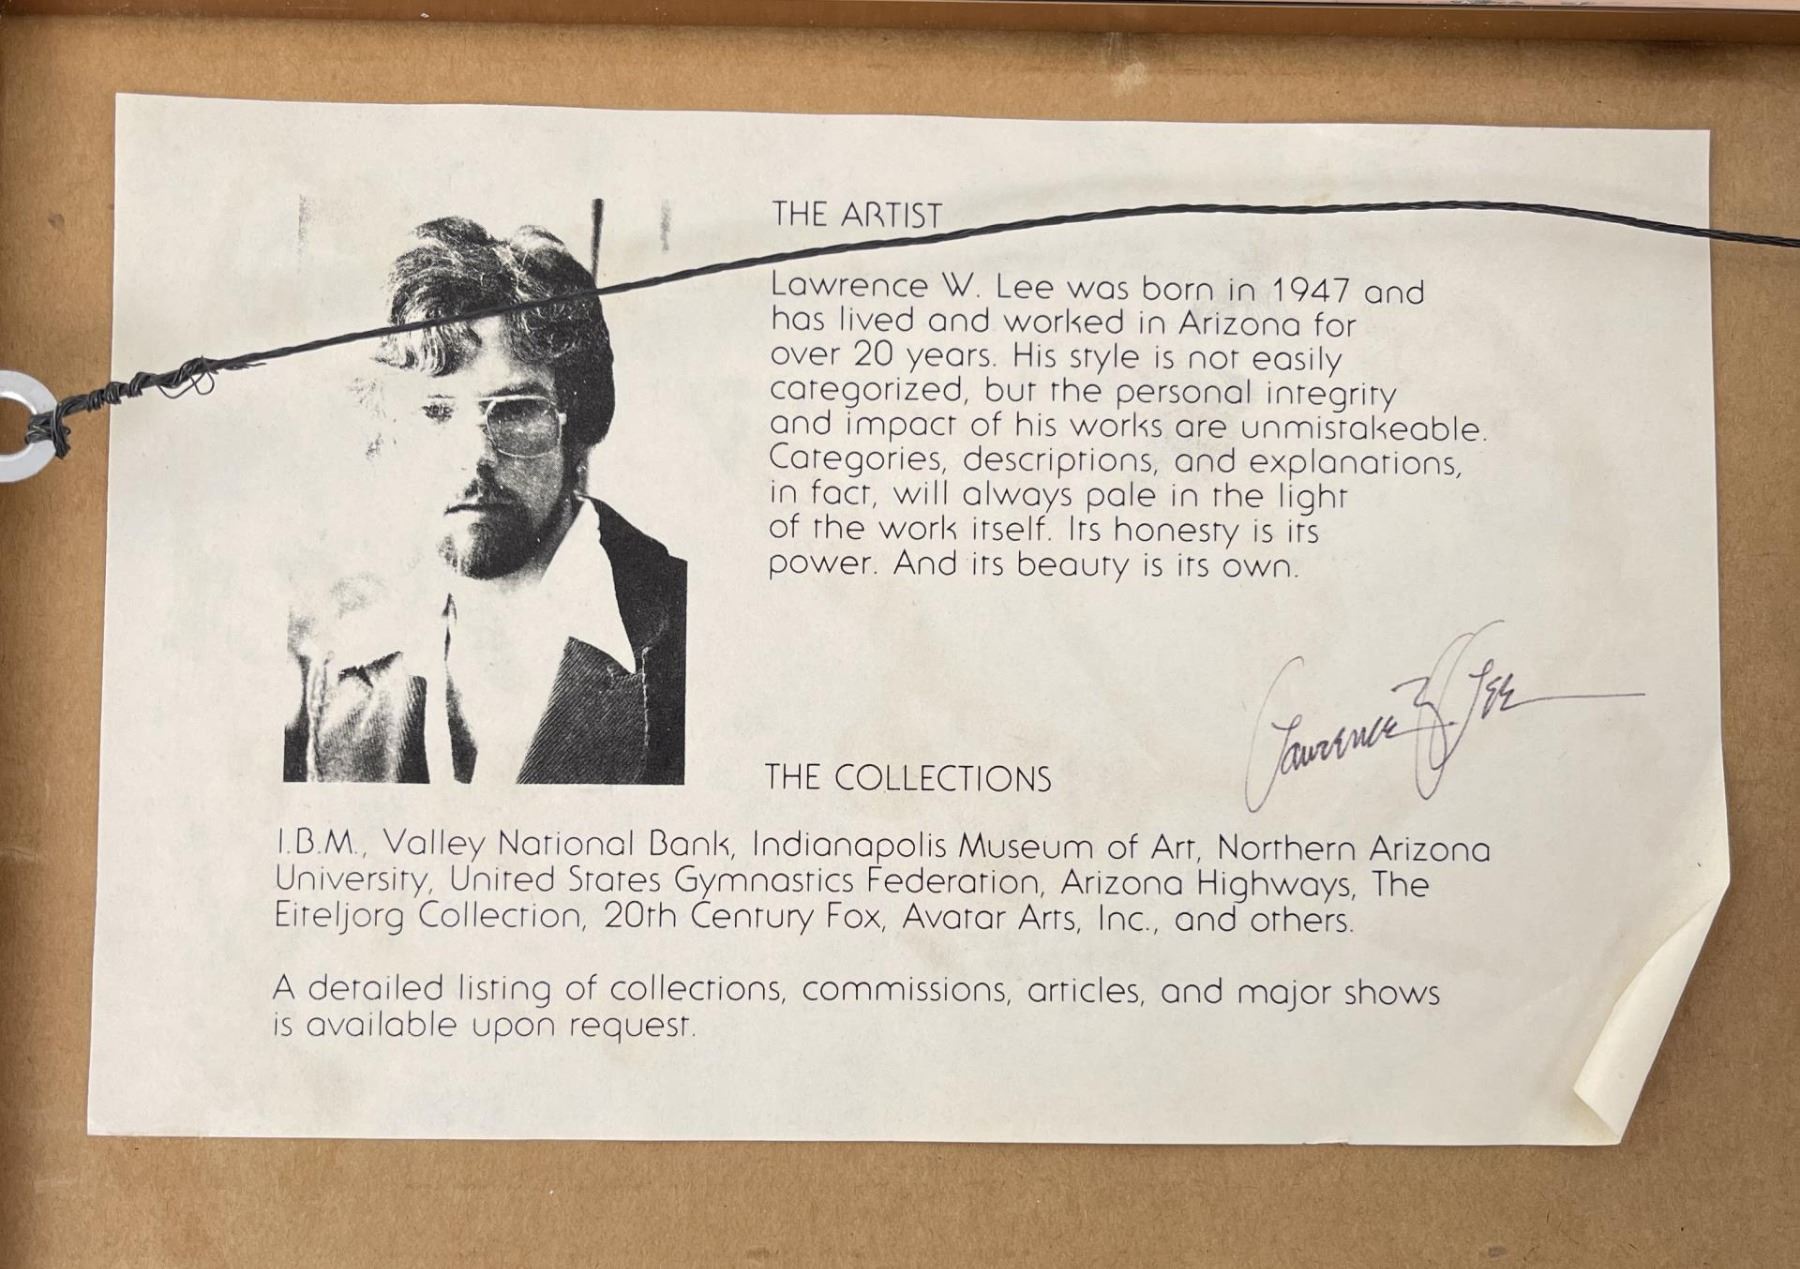 THE ARTIST
Lawrence W. Lee was born in 1947 and
has lived and worked in Arizona for
over 20 years. His style is not easily
categorized, but the personal integrity
and impact of his works are unmistakeable.
Categories, descriptions, and explanations,
in fact, will always pale in the light
of the work itself. Its honesty is its
power. And its beauty is its own.
Lawrence W. Lee
THE COLLECTIONS
I.B.M., Valley National Bank, Indianapolis Museum of Art, Northern Arizona
University, United States Gymnastics Federation, Arizona Highways, The
Eiteljorg Collection, 20th Century Fox, Avatar Arts, Inc., and others.
A detailed listing of collections, commissions, articles, and major shows
is available upon request.